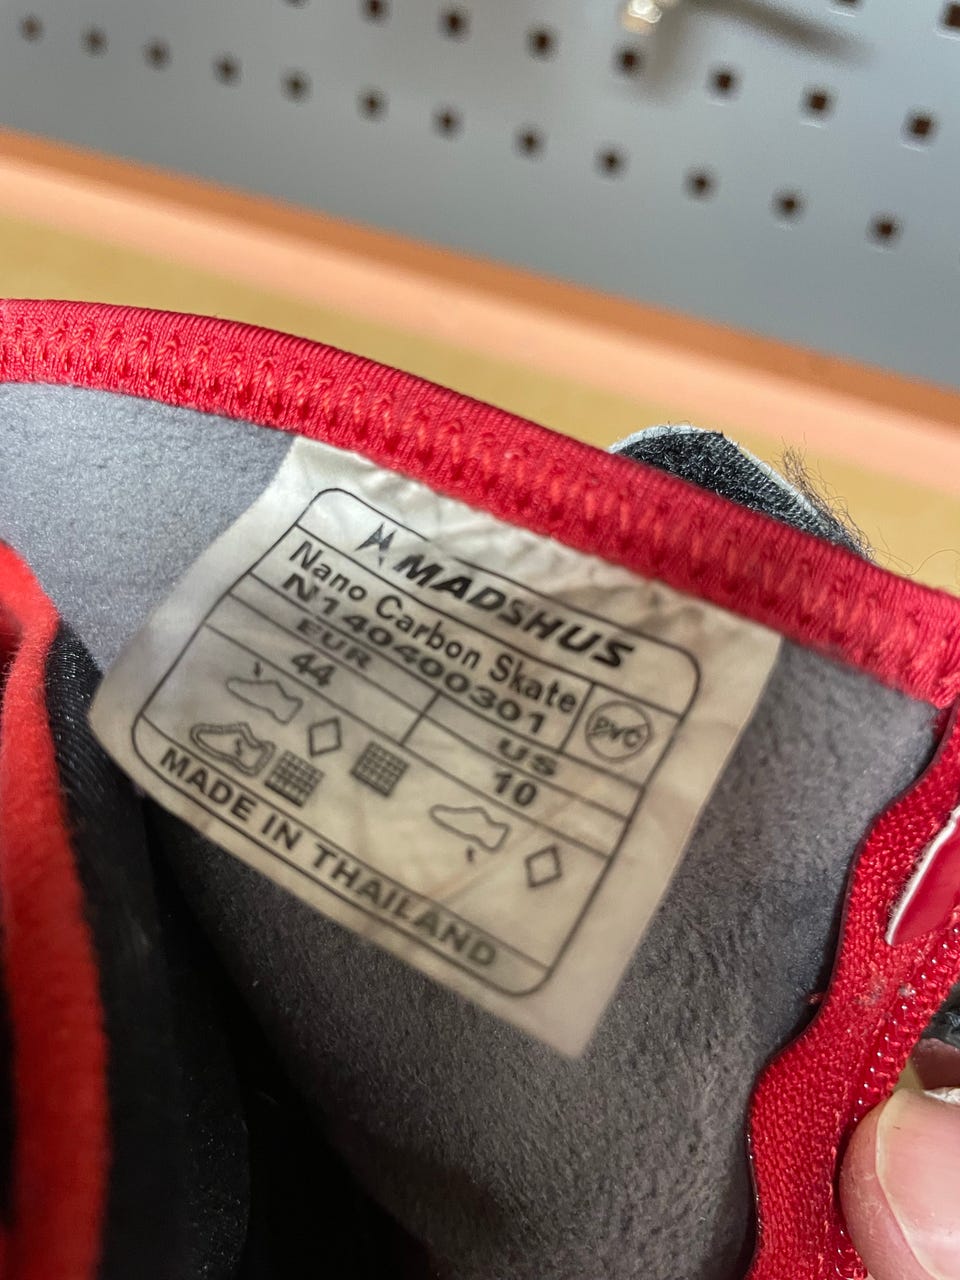 MADSHUS
Nano Carbon Skate
N140400301
PVC
EUR US
44 10
MADE IN THAILAND